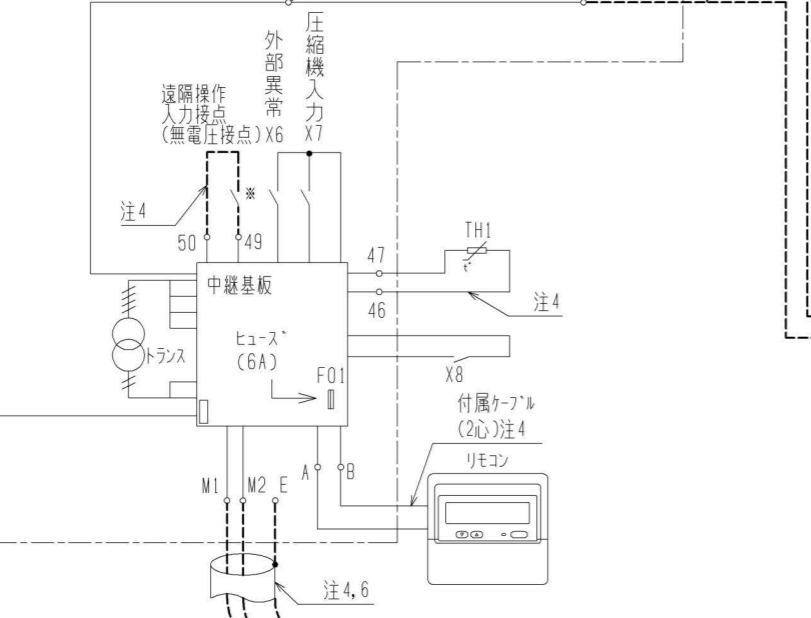 圧縮機入力
外部異常
遠隔操作
入力接点
(無電圧接点)
X6
X7
※
注4
50
49
TH1
47
t°
中継基板
46
注4
ヒューズ
(6A)
トランス
F01
X8
付属ケーブル
(2心)注4
リモコン
A
B
M1
M2
E
注4,6